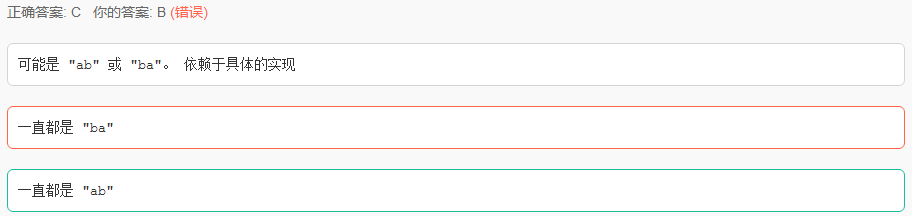 正确答案: C 你的答案: B (错误)
可能是 "ab" 或 "ba"。 依赖于具体的实现
一直都是 "ba"
一直都是 "ab"